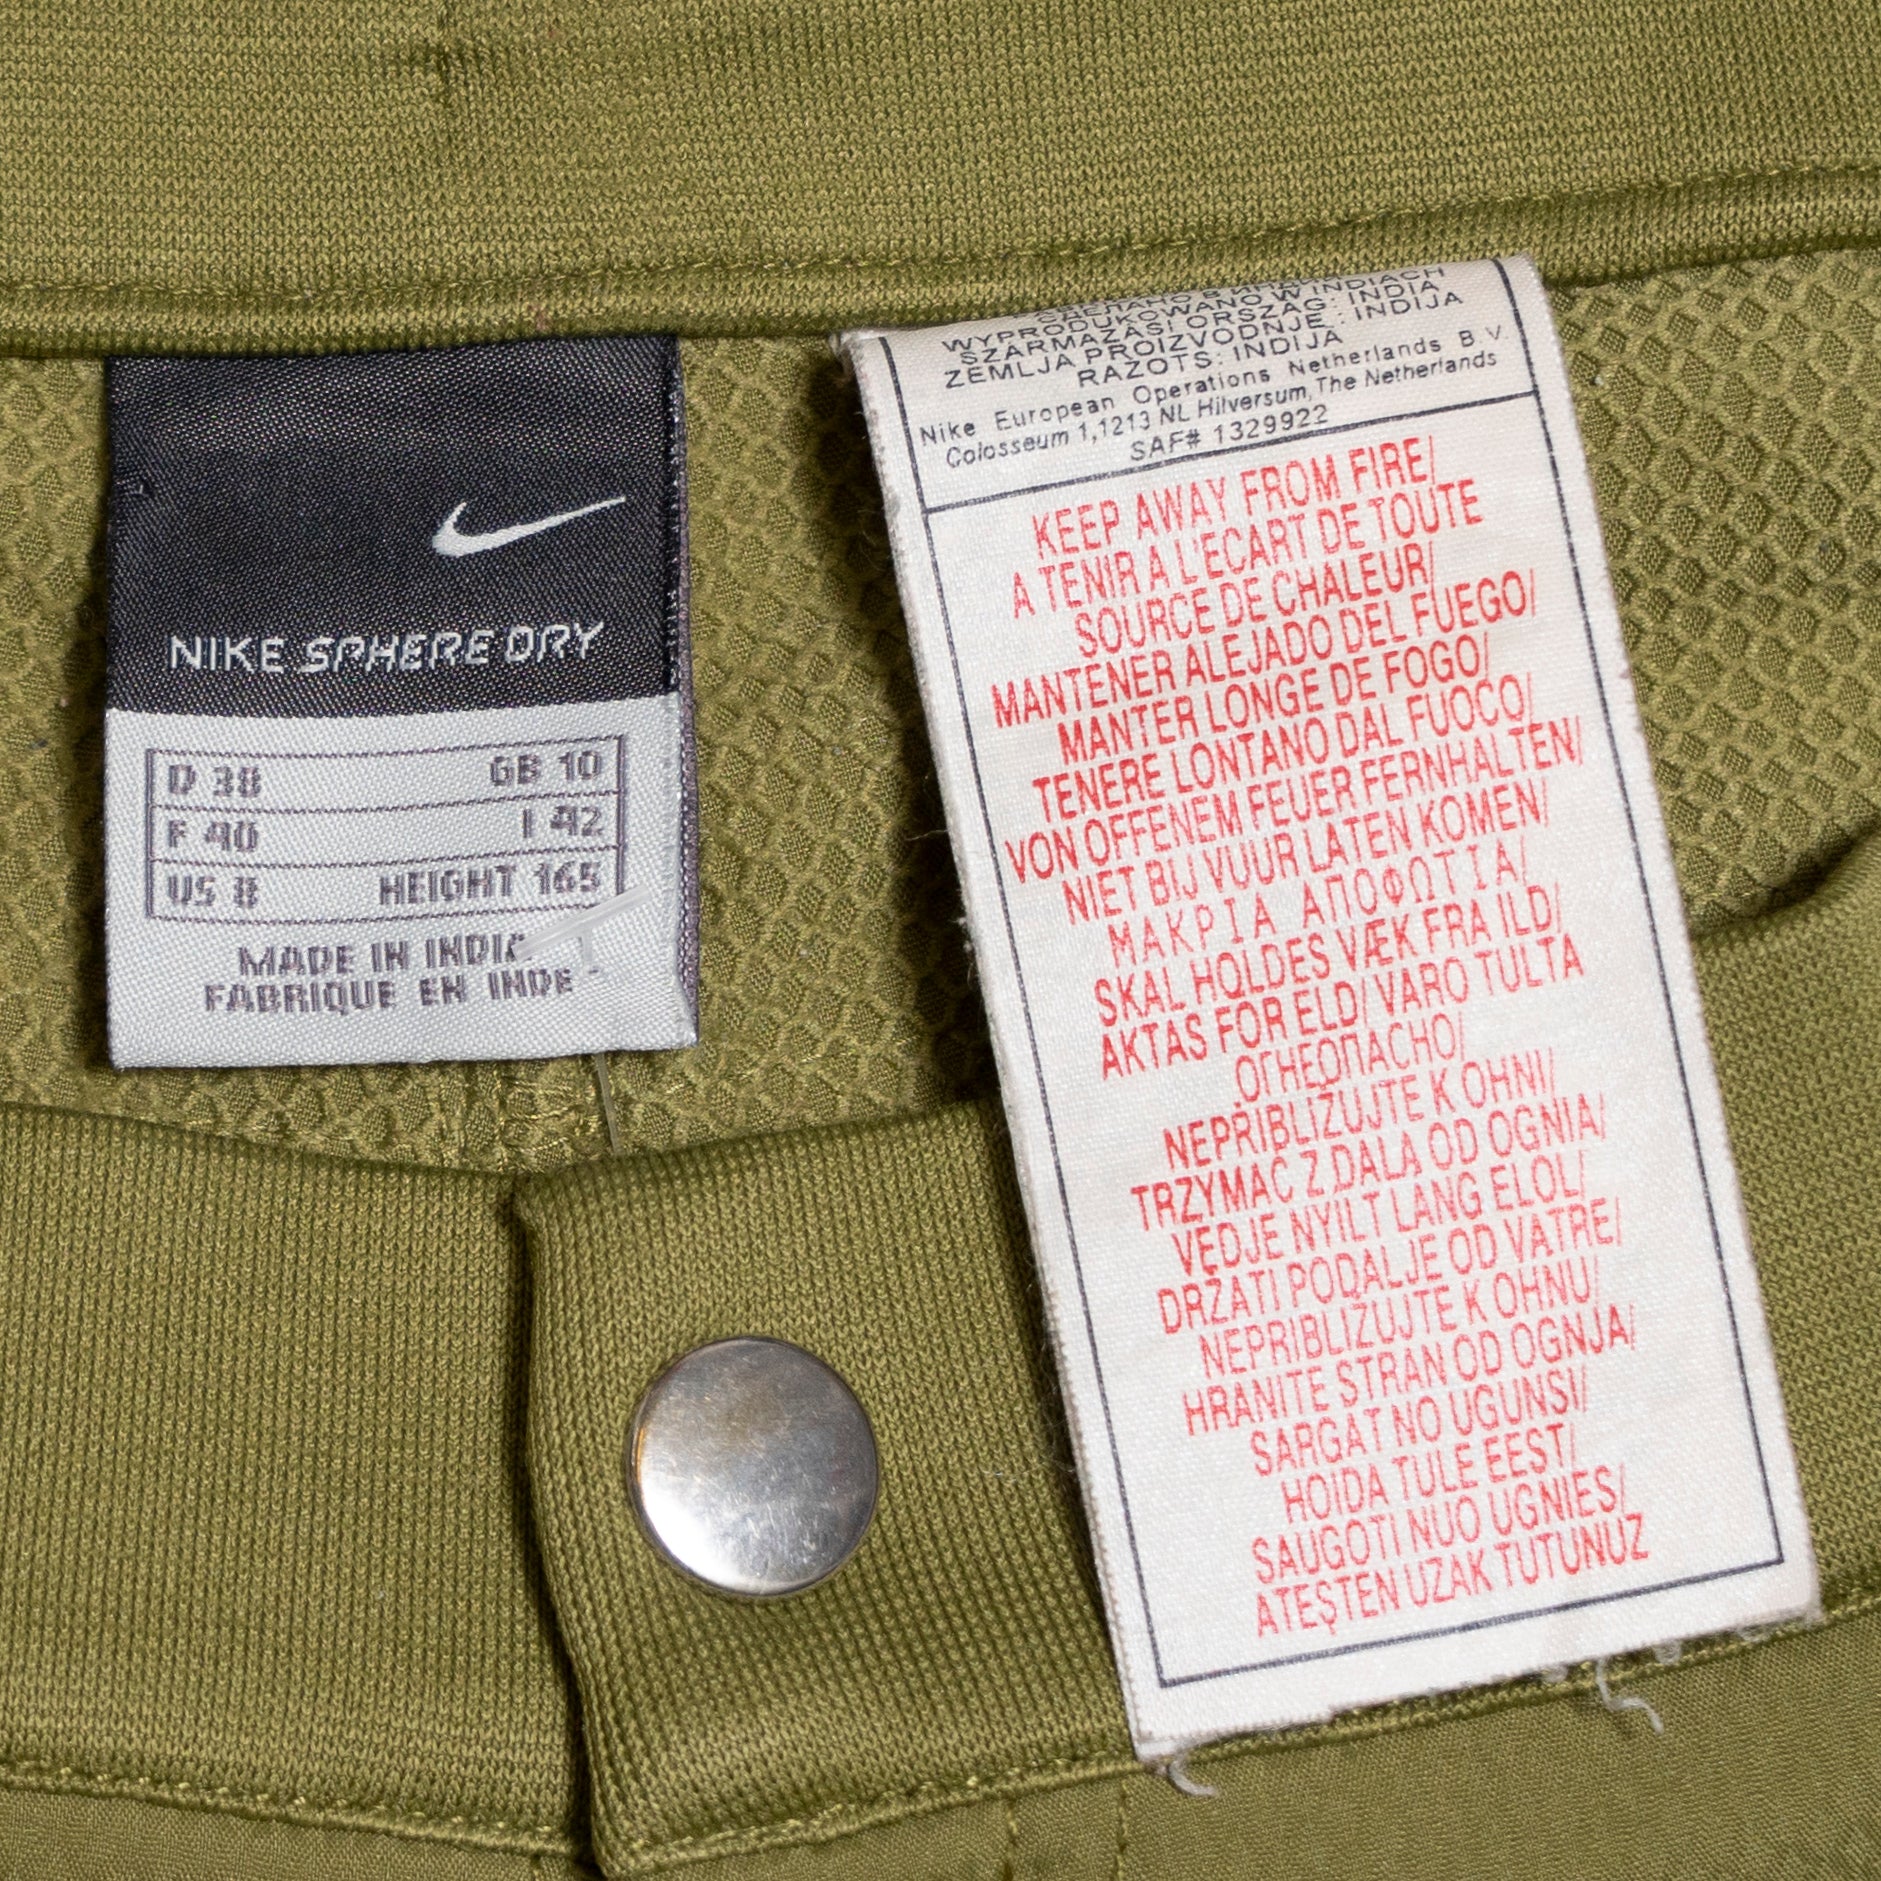 NIKE SPHERE DRY
D 38 GB 10
F 40 I 42
US 8 HEIGHT 165
MADE IN INDIA
FABRIQUE EN INDE
WYPRODUKOWANO W INDIACH
SZÁRMAZÁSI ORSZÁG: INDIA
ZEMLJA PROIZVODNJE: INDIJA
RAZOTS: INDIJA
Nike European Operations Netherlands B.V.
Colosseum 1,1213 NL Hilversum,The Netherlands
SAF# 1329922
KEEP AWAY FROM FIRE/
A TENIR A L'ECART DE TOUTE
SOURCE DE CHALEUR/
MANTENER ALEJADO DEL FUEGO/
MANTER LONGE DE FOGO/
TENERE LONTANO DAL FUOCO/
VON OFFENEM FEUER FERNHALTEN/
NIET BIJ VUUR LATEN KOMEN/
ΜΑΚΡΙΑ ΑΠΟΦΩΤΙΑ/
SKAL HOLDES VÆK FRA ILD/
AKTAS FOR ELD/ VARO TULTA
ОГНЕОПАСНО/
NEPRIBLIŽUJTE K OHNI/
TRZYMAĆ Z DALA OD OGNIA/
VĘDJE NYILT LANG ELOL/
DRŽATI PODALJE OD VATRE/
NEPRIBLIŽUJTE K OHNU/
HRANITE STRAN OD OGNJA/
SARGĀT NO UGUNSI/
HOIDA TULE EEST/
SAUGOTI NUO UGNIES/
ATEŞTEN UZAK TUTUNUZ